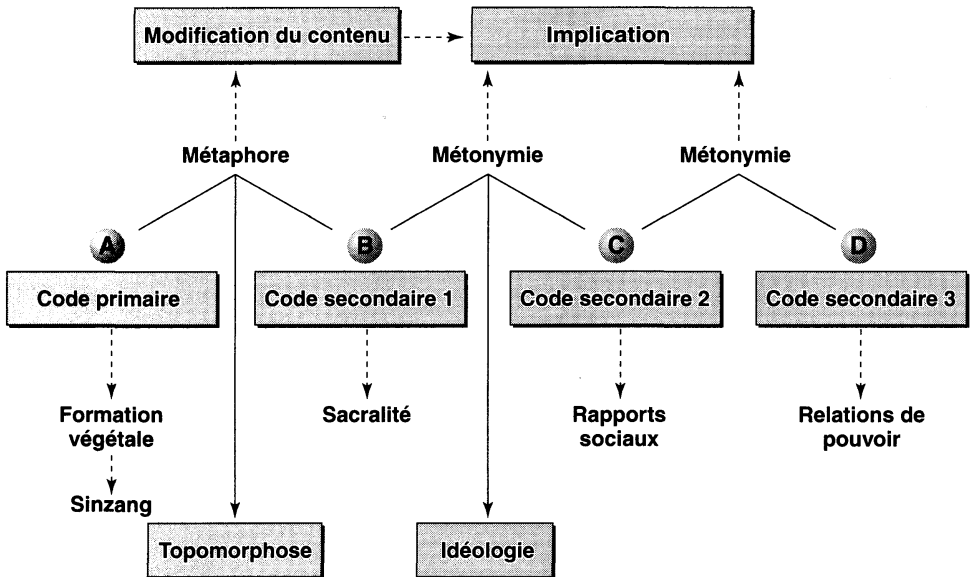 Modification du contenu
Implication
Métaphore
Métonymie
Métonymie
A
B
C
D
Code primaire
Code secondaire 1
Code secondaire 2
Code secondaire 3
Formation
végétale
Sacralité
Rapports
sociaux
Relations de
pouvoir
Sinzang
Topomorphose
Idéologie